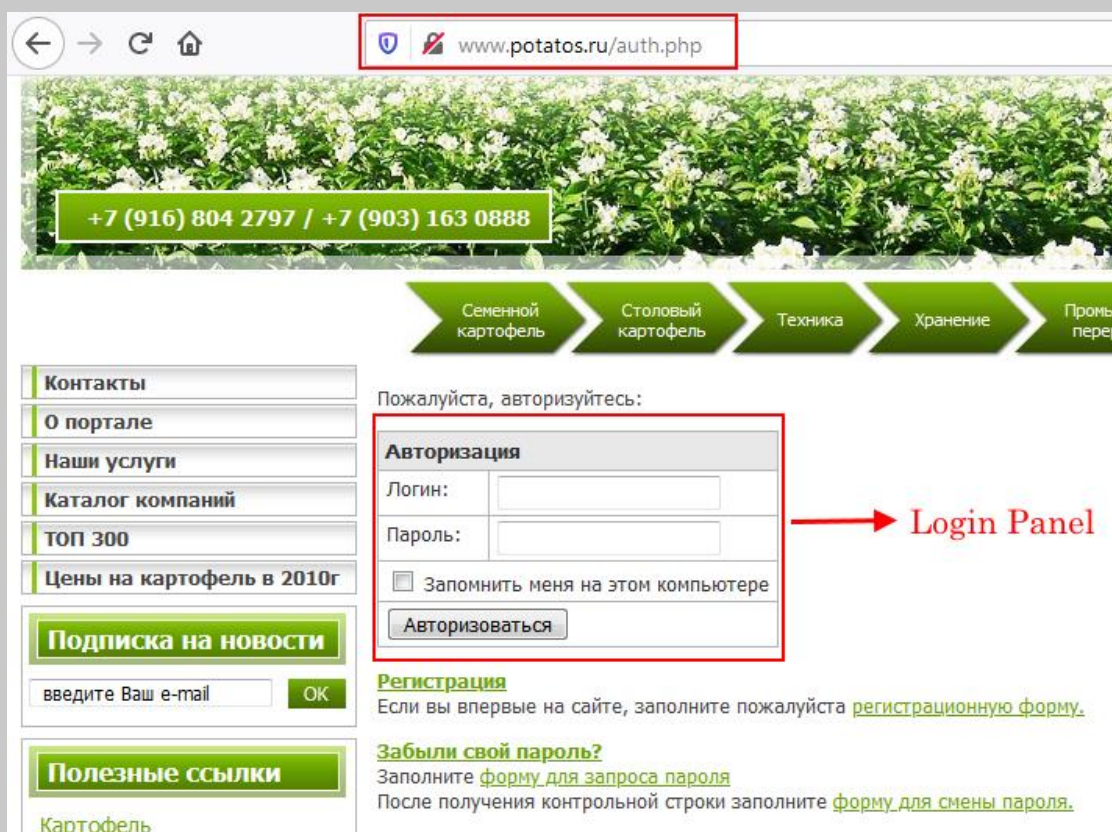 www.potatos.ru/auth.php
+7 (916) 804 2797 / +7 (903) 163 0888
Семенной
картофель
Столовый
картофель
Техника
Хранение
Контакты
О портале
Наши услуги
Каталог компаний
ТОП 300
Цены на картофель в 2010г
Подписка на новости
введите Ваш e-mail
OK
Полезные ссылки
Картофель
Пожалуйста, авторизуйтесь:
Авторизация
Логин:
Пароль:
Запомнить меня на этом компьютере
Авторизоваться
Login Panel
Регистрация
Если вы впервые на сайте, заполните пожалуйста регистрационную форму.
Забыли свой пароль?
Заполните форму для запроса пароля
После получения контрольной строки заполните форму для смены пароля.